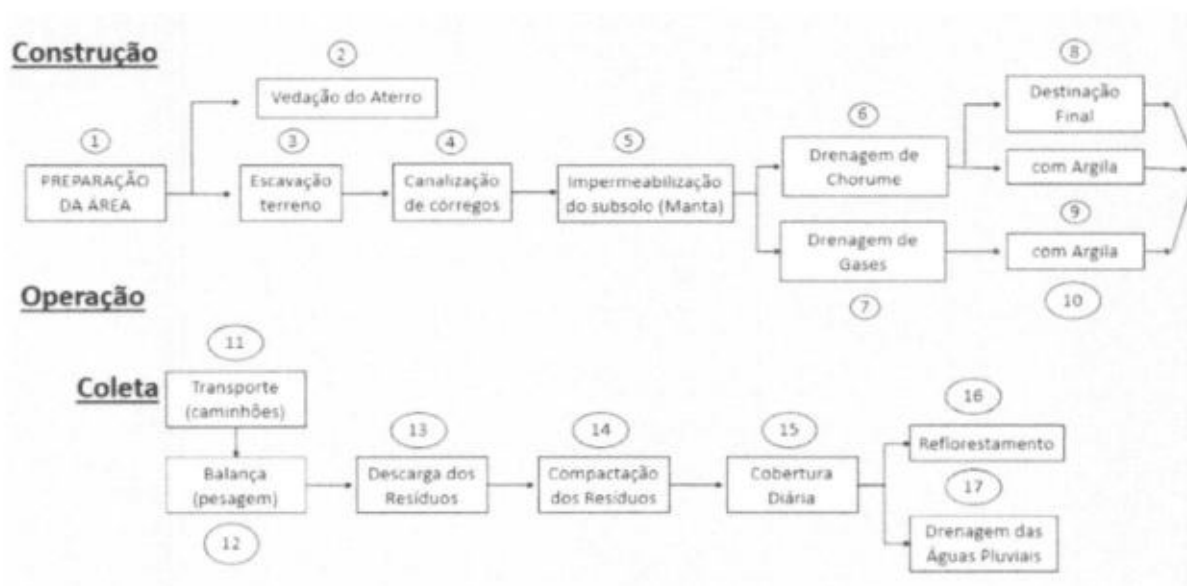 Construção
2
Vedação do Aterro
8
Destinação
Final
1
PREPARAÇÃO
DA ÁREA
3
Escavação
terreno
4
Canalização
de córregos
5
Impermeabilização
do subsolo (Manta)
6
Drenagem de
Chorume
com Argila
9
Drenagem de
Gases
7
com Argila
10
Operação
Coleta
11
Transporte
(caminhões)
Balança
(pesagem)
12
13
Descarga dos
Resíduos
14
Compactação
dos Resíduos
15
Cobertura
Diária
16
Reflorestamento
17
Drenagem das
Águas Pluviais